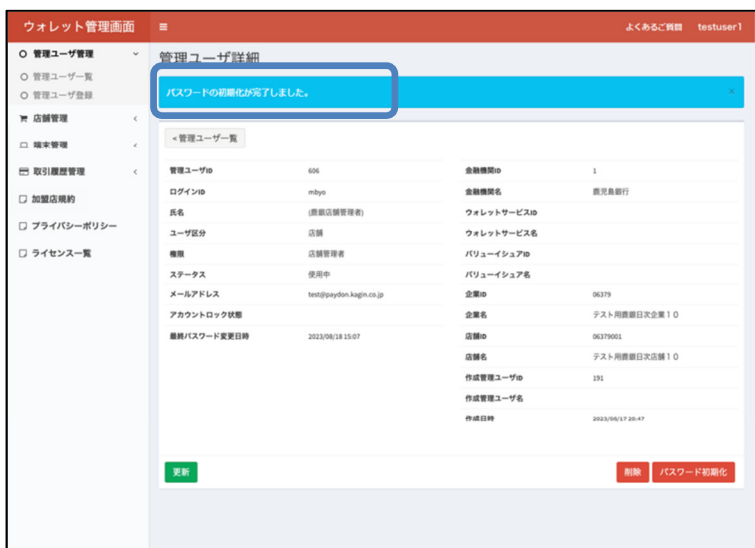 ウォレット管理画面
よくあるご質問 testuser1
管理ユーザ管理
管理ユーザ一覧
管理ユーザ登録
店舗管理
端末管理
取引履歴管理
加盟店規約
プライバシーポリシー
ライセンス一覧
管理ユーザ詳細
パスワードの初期化が完了しました。 ×
<管理ユーザ一覧
管理ユーザID 606
ログインID mbyo
氏名 (鹿銀店舗管理者)
ユーザ区分 店舗
権限 店舗管理者
ステータス 使用中
メールアドレス test@paydon.kagin.co.jp
アカウントロック状態
最終パスワード変更日時 2023/08/18 15:07
金融機関ID 1
金融機関名 鹿児島銀行
ウォレットサービスID
ウォレットサービス名
バリューイシュアID
バリューイシュア名
企業ID 06379
企業名 テスト用鹿銀日次企業10
店舗ID 06379001
店舗名 テスト用鹿銀日次店舗10
作成管理ユーザID 191
作成管理ユーザ名
作成日時 2023/08/17 20:47
更新
削除 パスワード初期化